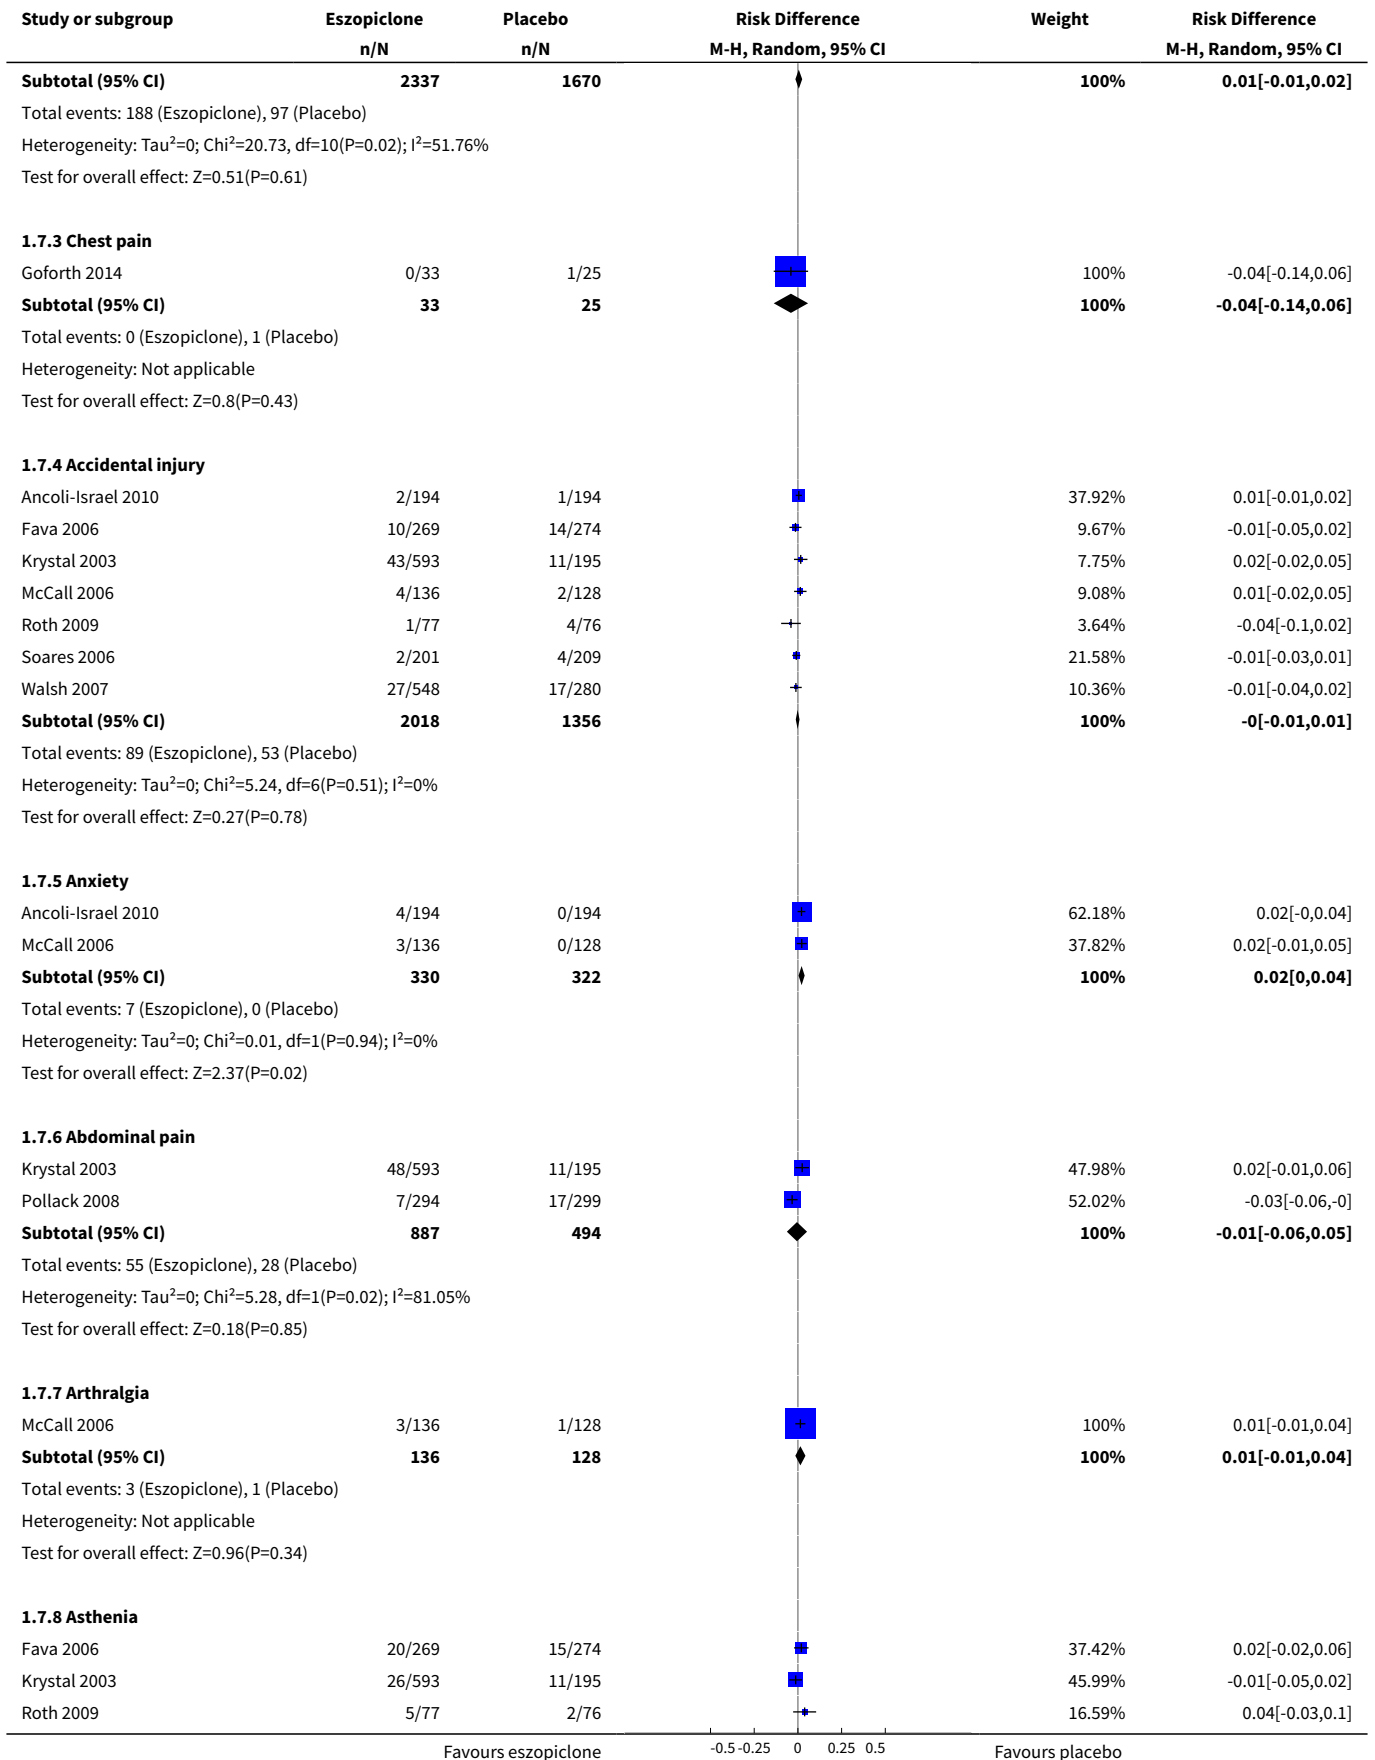 Study or subgroup Eszopiclone Placebo Risk Difference Weight Risk Difference
n/N n/N M-H, Random, 95% CI M-H, Random, 95% CI
Subtotal (95% CI) 2337 1670 100% 0.01[-0.01,0.02]
Total events: 188 (Eszopiclone), 97 (Placebo)
Heterogeneity: Tau²=0; Chi²=20.73, df=10(P=0.02); I²=51.76%
Test for overall effect: Z=0.51(P=0.61)
1.7.3 Chest pain
Goforth 2014 0/33 1/25 100% -0.04[-0.14,0.06]
Subtotal (95% CI) 33 25 100% -0.04[-0.14,0.06]
Total events: 0 (Eszopiclone), 1 (Placebo)
Heterogeneity: Not applicable
Test for overall effect: Z=0.8(P=0.43)
1.7.4 Accidental injury
Ancoli-Israel 2010 2/194 1/194 37.92% 0.01[-0.01,0.02]
Fava 2006 10/269 14/274 9.67% -0.01[-0.05,0.02]
Krystal 2003 43/593 11/195 7.75% 0.02[-0.02,0.05]
McCall 2006 4/136 2/128 9.08% 0.01[-0.02,0.05]
Roth 2009 1/77 4/76 3.64% -0.04[-0.1,0.02]
Soares 2006 2/201 4/209 21.58% -0.01[-0.03,0.01]
Walsh 2007 27/548 17/280 10.36% -0.01[-0.04,0.02]
Subtotal (95% CI) 2018 1356 100% -0[-0.01,0.01]
Total events: 89 (Eszopiclone), 53 (Placebo)
Heterogeneity: Tau²=0; Chi²=5.24, df=6(P=0.51); I²=0%
Test for overall effect: Z=0.27(P=0.78)
1.7.5 Anxiety
Ancoli-Israel 2010 4/194 0/194 62.18% 0.02[-0,0.04]
McCall 2006 3/136 0/128 37.82% 0.02[-0.01,0.05]
Subtotal (95% CI) 330 322 100% 0.02[0,0.04]
Total events: 7 (Eszopiclone), 0 (Placebo)
Heterogeneity: Tau²=0; Chi²=0.01, df=1(P=0.94); I²=0%
Test for overall effect: Z=2.37(P=0.02)
1.7.6 Abdominal pain
Krystal 2003 48/593 11/195 47.98% 0.02[-0.01,0.06]
Pollack 2008 7/294 17/299 52.02% -0.03[-0.06,-0]
Subtotal (95% CI) 887 494 100% -0.01[-0.06,0.05]
Total events: 55 (Eszopiclone), 28 (Placebo)
Heterogeneity: Tau²=0; Chi²=5.28, df=1(P=0.02); I²=81.05%
Test for overall effect: Z=0.18(P=0.85)
1.7.7 Arthralgia
McCall 2006 3/136 1/128 100% 0.01[-0.01,0.04]
Subtotal (95% CI) 136 128 100% 0.01[-0.01,0.04]
Total events: 3 (Eszopiclone), 1 (Placebo)
Heterogeneity: Not applicable
Test for overall effect: Z=0.96(P=0.34)
1.7.8 Asthenia
Fava 2006 20/269 15/274 37.42% 0.02[-0.02,0.06]
Krystal 2003 26/593 11/195 45.99% -0.01[-0.05,0.02]
Roth 2009 5/77 2/76 16.59% 0.04[-0.03,0.1]
Favours eszopiclone -0.5 -0.25 0 0.25 0.5 Favours placebo